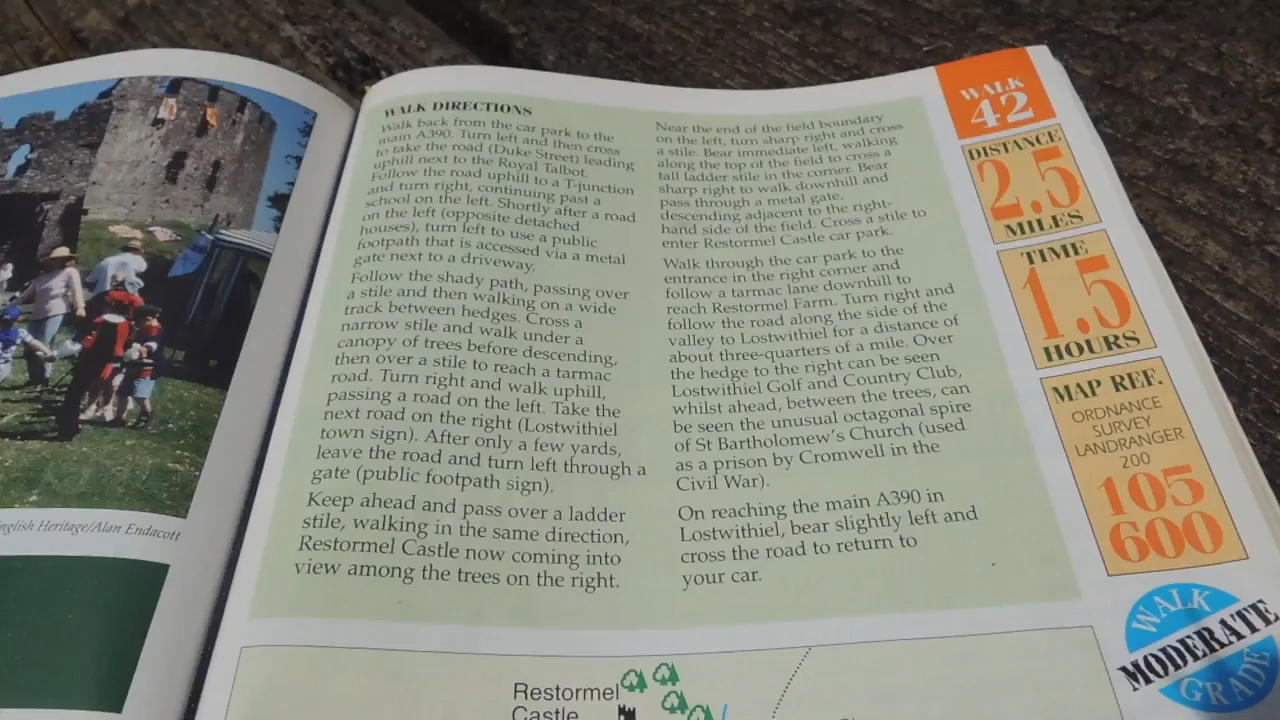 WALK DIRECTIONS
Walk back from the car park to the
main A390. Turn left and then cross
to take the road (Duke Street) leading
uphill next to the Royal Talbot.
Follow the road uphill to a T-junction
and turn right, continuing past a
school on the left. Shortly after a road
on the left (opposite detached
houses), turn left to use a public
footpath that is accessed via a metal
gate next to a driveway.
Follow the shady path, passing over
a stile and then walking on a wide
track between hedges. Cross a
narrow stile and walk under a
canopy of trees before descending,
then over a stile to reach a tarmac
road. Turn right and walk uphill,
passing a road on the left. Take the
next road on the right (Lostwithiel
town sign). After only a few yards,
leave the road and turn left through a
gate (public footpath sign).
Keep ahead and pass over a ladder
stile, walking in the same direction,
Restormel Castle now coming into
view among the trees on the right.
Near the end of the field boundary
on the left, turn sharp right and cross
a stile. Bear immediate left, walking
along the top of the field to cross a
tall ladder stile in the corner. Bear
sharp right to walk downhill and
pass through a metal gate,
descending adjacent to the right-
hand side of the field. Cross a stile to
enter Restormel Castle car park.
Walk through the car park to the
entrance in the right corner and
follow a tarmac lane downhill to
reach Restormel Farm. Turn right and
follow the road along the side of the
valley to Lostwithiel for a distance of
about three-quarters of a mile. Over
the hedge to the right can be seen
Lostwithiel Golf and Country Club,
whilst ahead, between the trees, can
be seen the unusual octagonal spire
of St Bartholomew's Church (used
as a prison by Cromwell in the
Civil War).
On reaching the main A390 in
Lostwithiel, bear slightly left and
cross the road to return to
your car.
WALK
42
DISTANCE
2.5
MILES
TIME
1.5
HOURS
MAP REF.
ORDNANCE
SURVEY
LANDRANGER
200
105
600
WALK
MODERATE
GRADE
nglish Heritage/Alan Endacott
Restormel
Castle